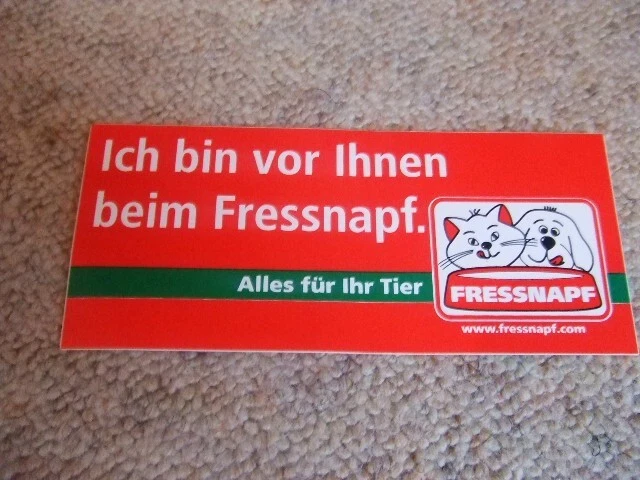 Ich bin vor Ihnen
beim Fressnapf.
Alles für Ihr Tier
FRESSNAPF
www.fressnapf.com